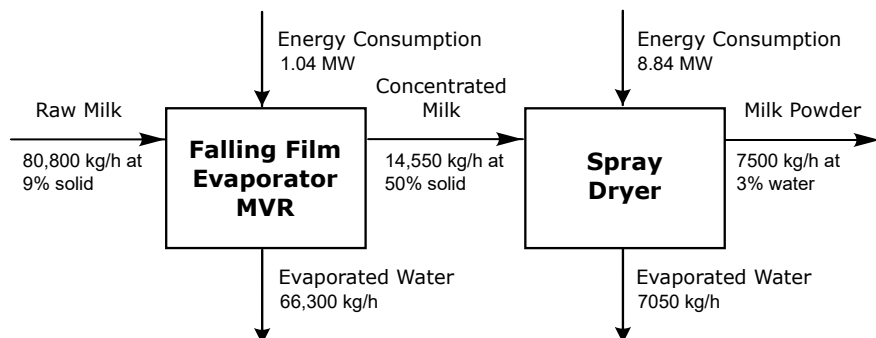 Energy Consumption
1.04 MW
Energy Consumption
8.84 MW
Raw Milk
Concentrated
Milk
Milk Powder
80,800 kg/h at
9% solid
Falling Film
Evaporator
MVR
14,550 kg/h at
50% solid
Spray
Dryer
7500 kg/h at
3% water
Evaporated Water
66,300 kg/h
Evaporated Water
7050 kg/h